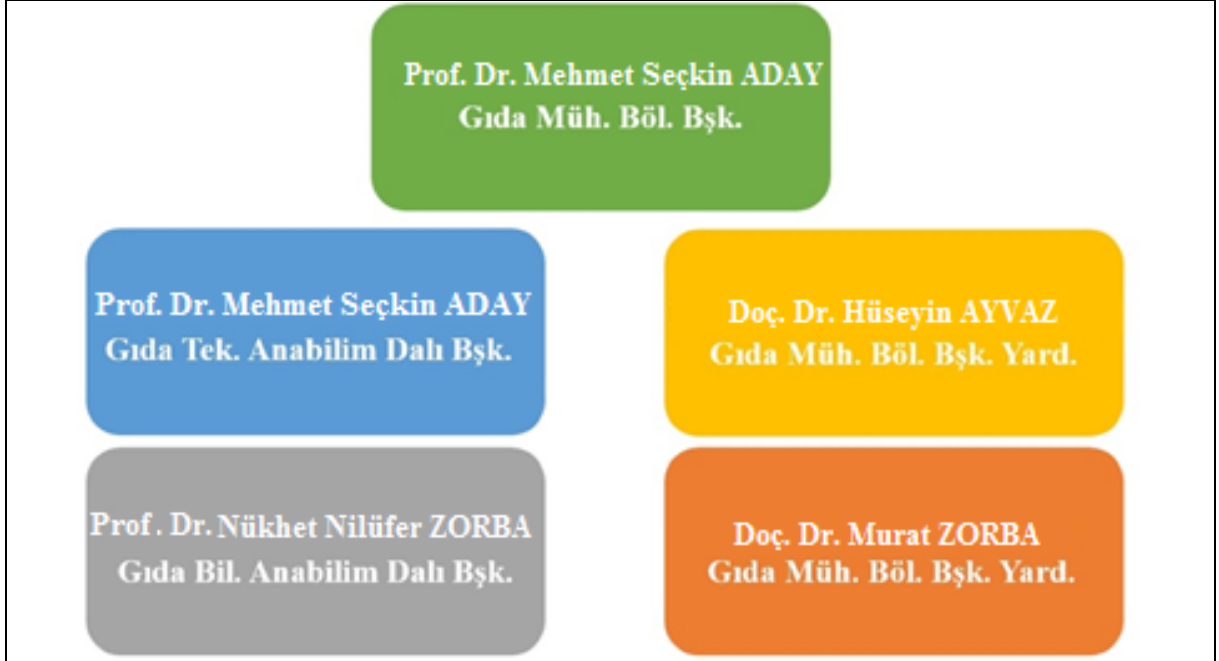 Prof. Dr. Mehmet Seçkin ADAY
Gıda Müh. Böl. Bşk.
Prof. Dr. Mehmet Seçkin ADAY
Gıda Tek. Anabilim Dalı Bşk.
Doç. Dr. Hüseyin AYVAZ
Gıda Müh. Böl. Bşk. Yard.
Prof. Dr. Nükhet Nilüfer ZORBA
Gıda Bil. Anabilim Dalı Bşk.
Doç. Dr. Murat ZORBA
Gıda Müh. Böl. Bşk. Yard.